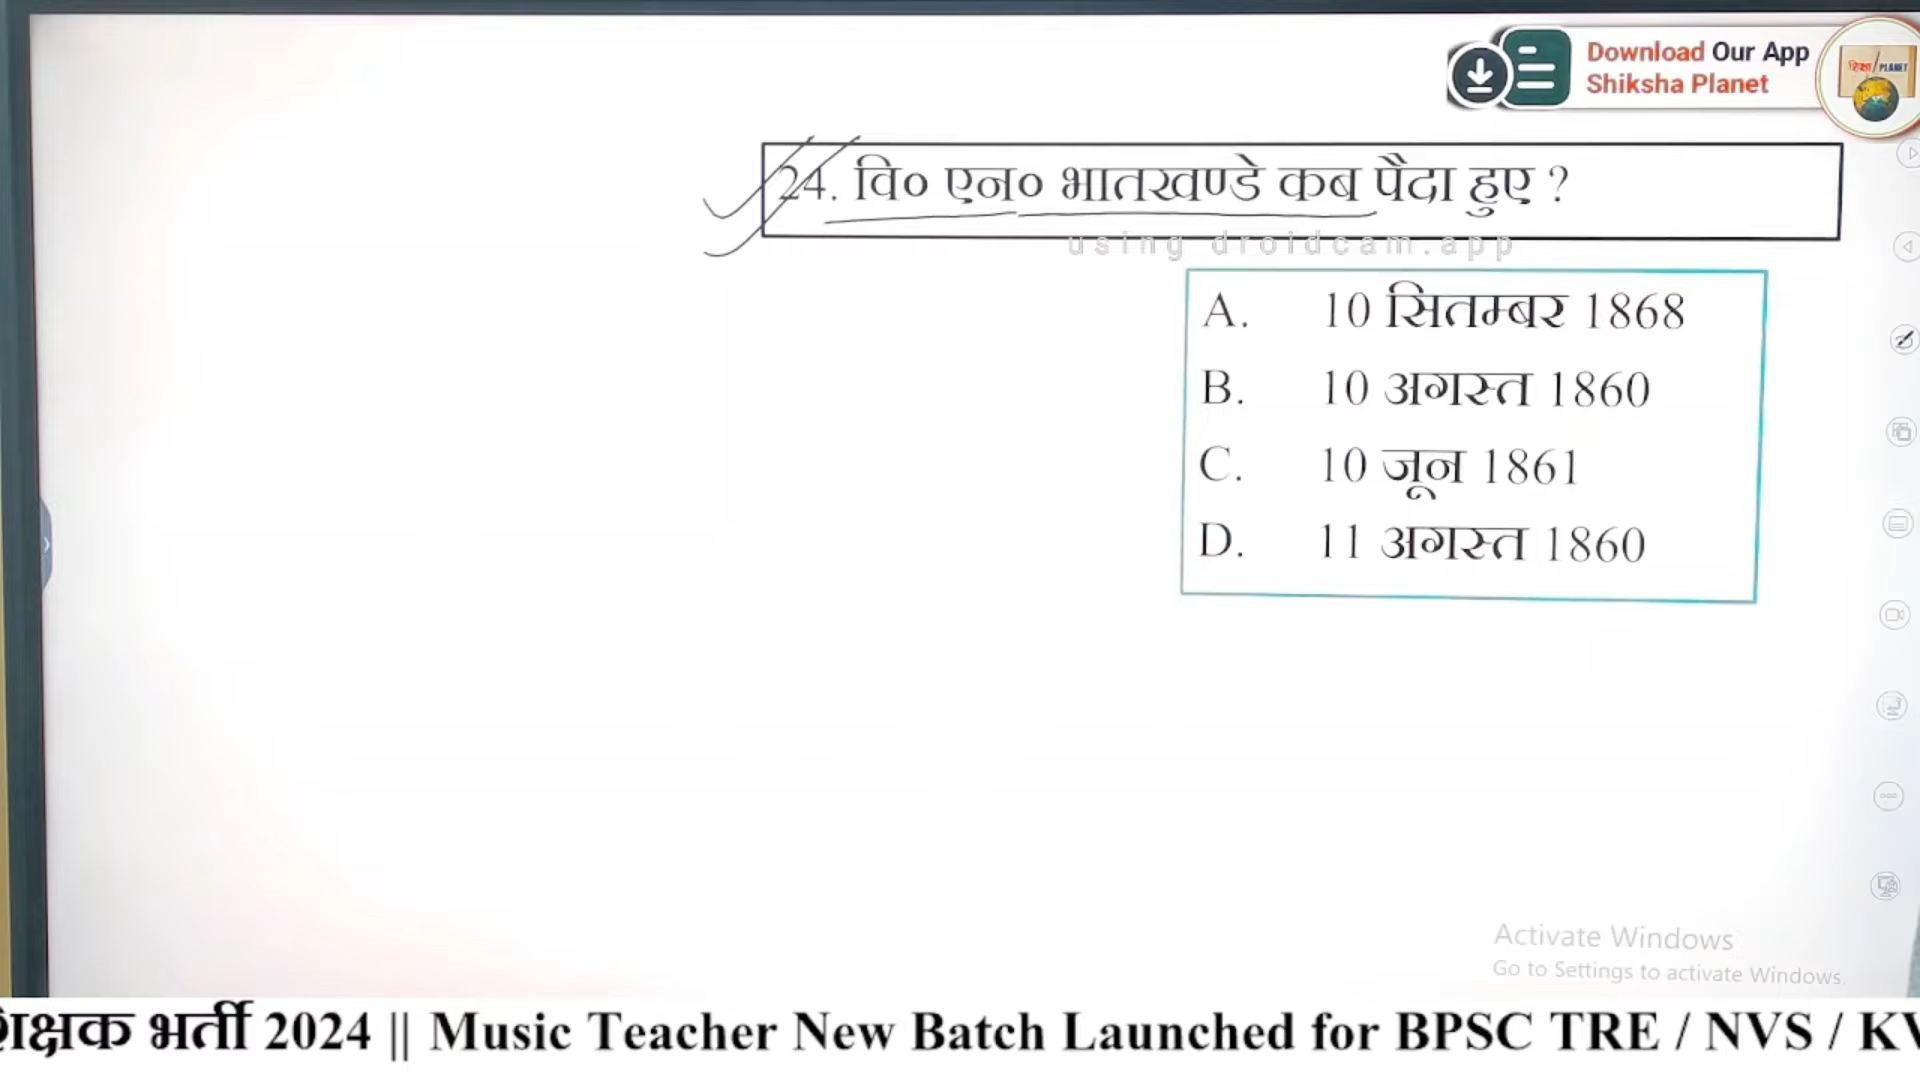 Download Our App
Shiksha Planet
शिक्षा PLANET
24. वि० एन० भातखण्डे कब पैदा हुए ?
using droidcam.app
A. 10 सितम्बर 1868
B. 10 अगस्त 1860
C. 10 जून 1861
D. 11 अगस्त 1860
Activate Windows
Go to Settings to activate Windows.
शिक्षक भर्ती 2024 || Music Teacher New Batch Launched for BPSC TRE / NVS / KV